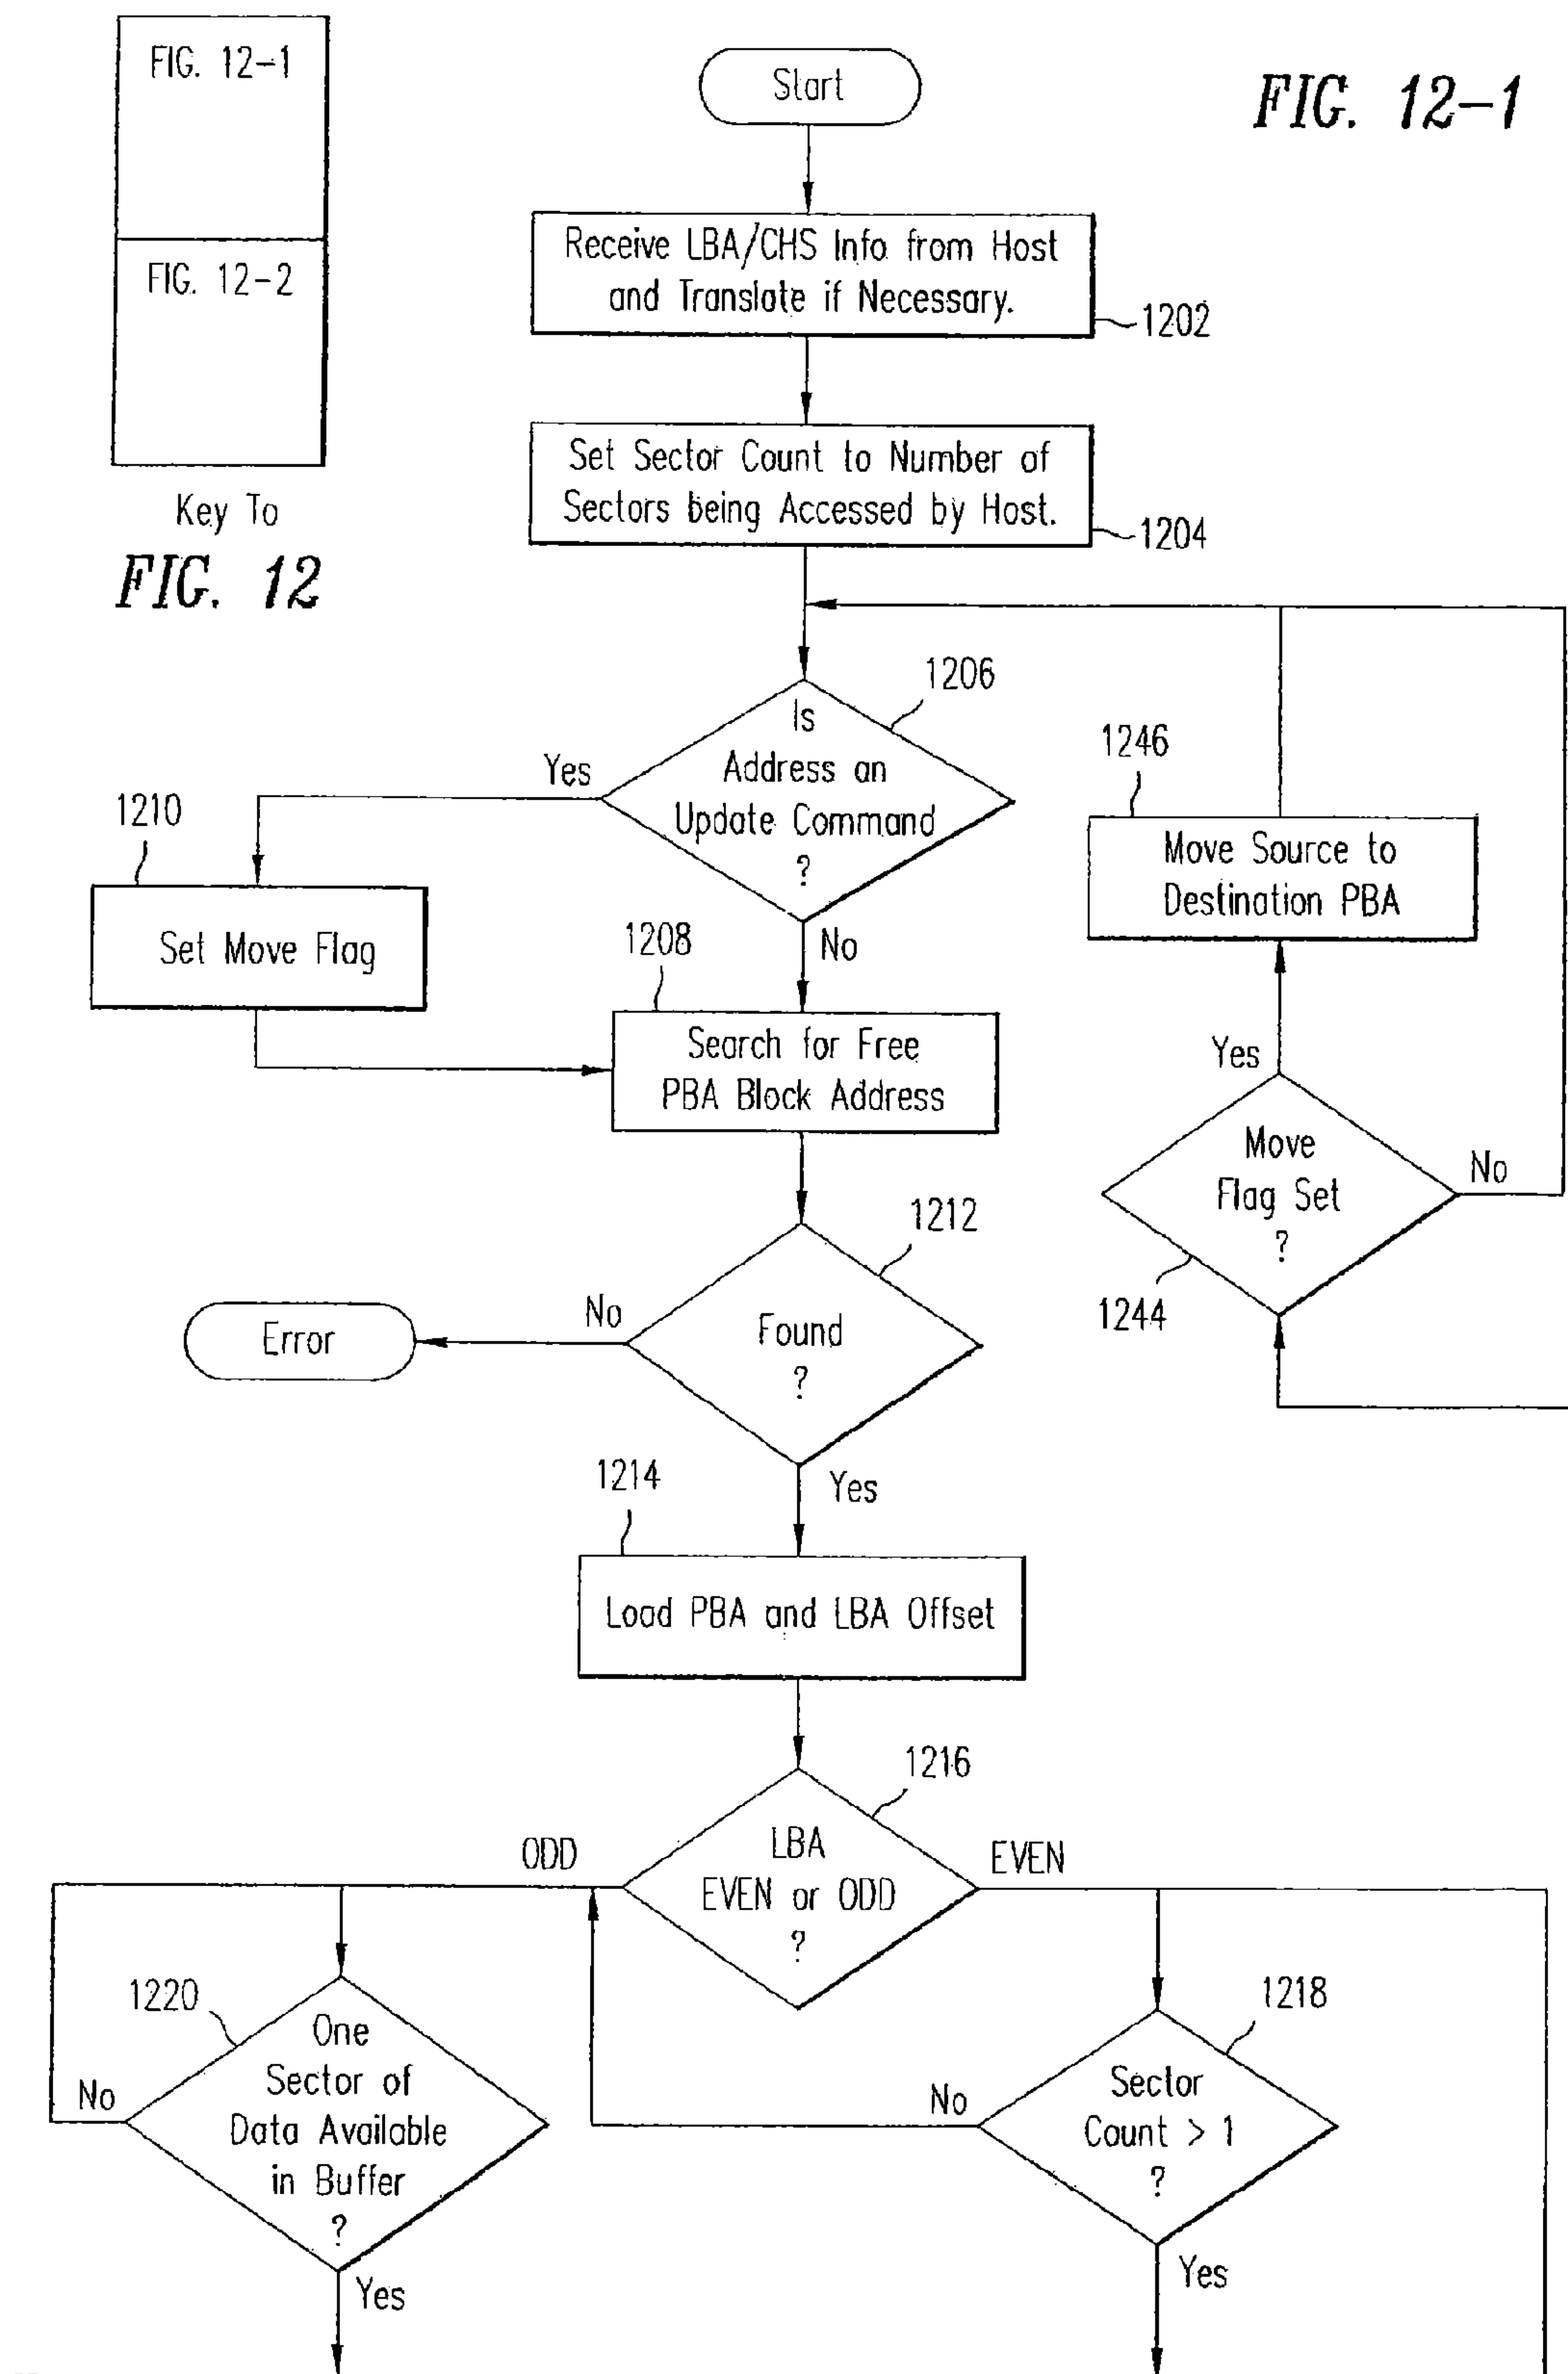 FIG. 12-1
FIG. 12-2
Key To
FIG. 12
FIG. 12-1
Start
Receive LBA/CHS Info from Host
and Translate if Necessary.
1202
Set Sector Count to Number of
Sectors being Accessed by Host.
1204
1206
Is
Address an
Update Command
?
Yes
No
1210
Set Move Flag
1208
Search for Free
PBA Block Address
1246
Move Source to
Destination PBA
Yes
Move
Flag Set
?
No
1244
1212
Found
?
No
Error
Yes
1214
Load PBA and LBA Offset
1216
LBA
EVEN or ODD
?
ODD
EVEN
1220
One
Sector of
Data Available
in Buffer
?
No
Yes
1218
Sector
Count > 1
?
No
Yes